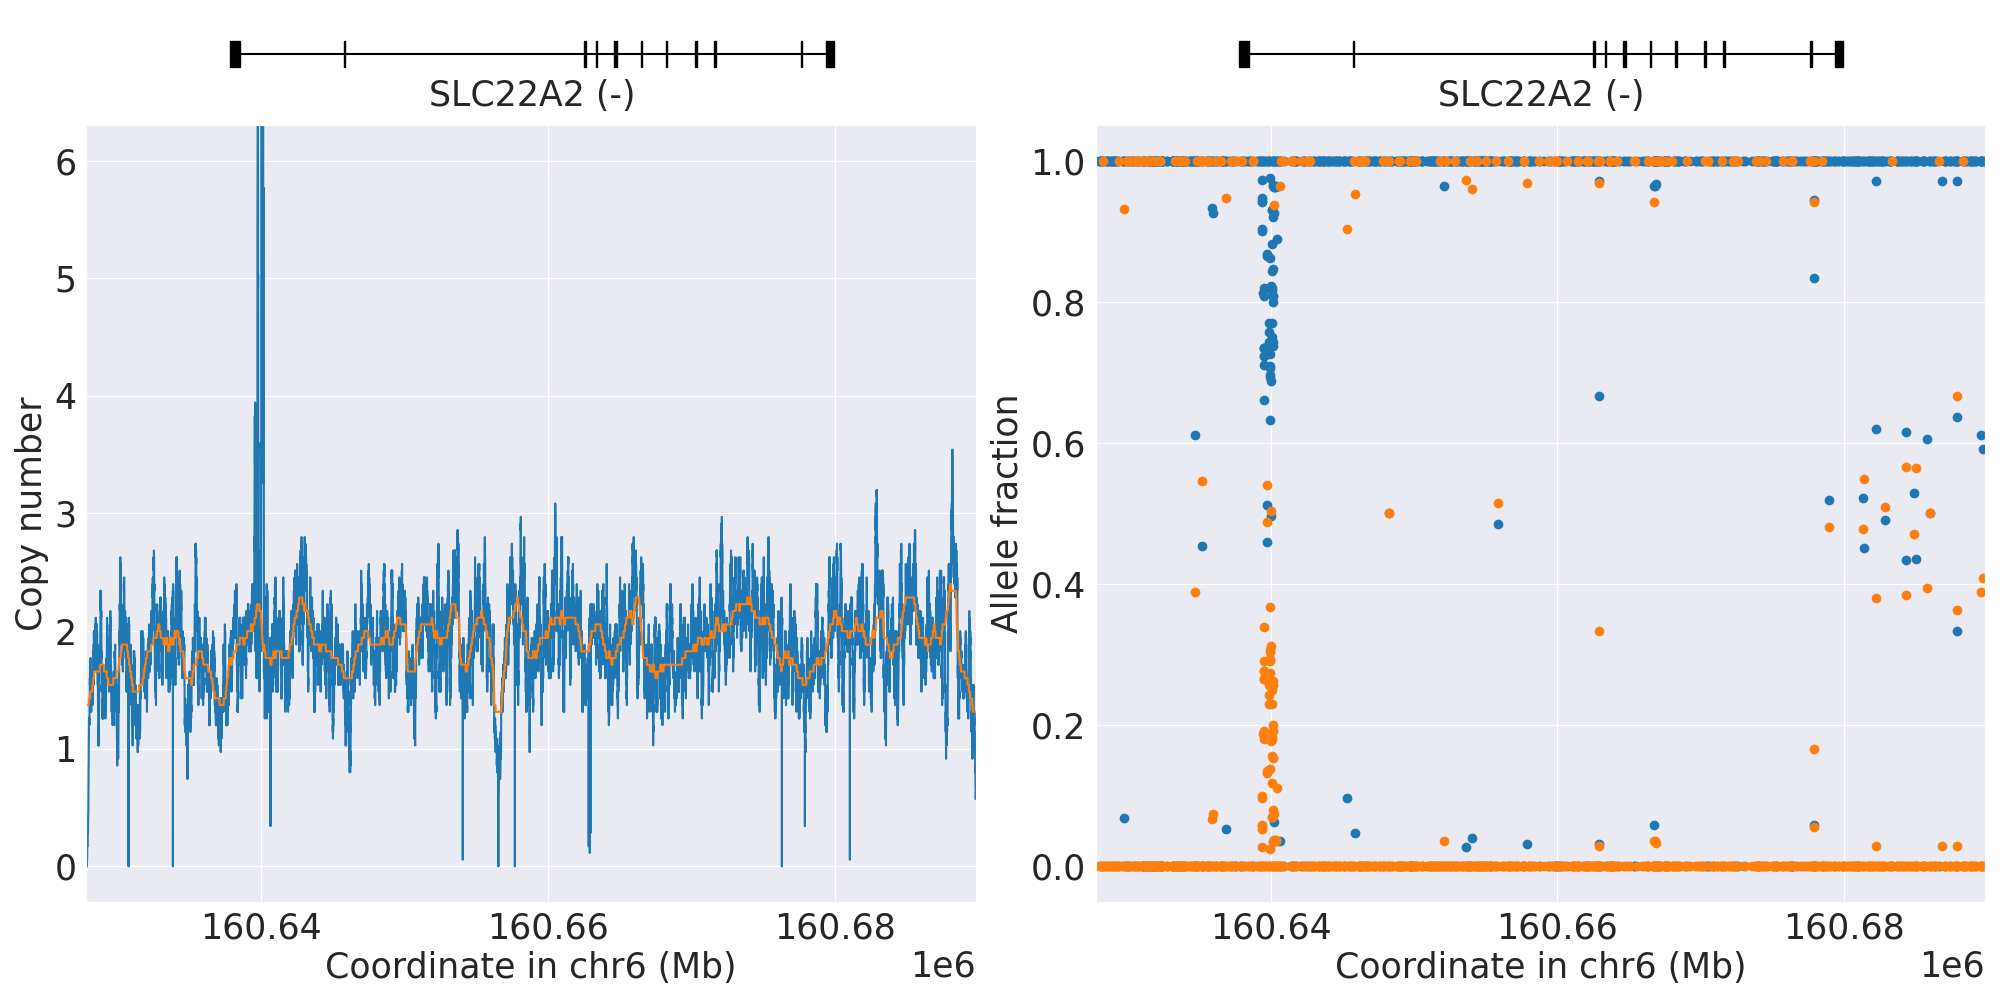 SLC22A2 (-)
Copy number
6
5
4
3
2
1
0
160.64
160.66
160.68
Coordinate in chr6 (Mb)
1e6
SLC22A2 (-)
Allele fraction
1.0
0.8
0.6
0.4
0.2
0.0
160.64
160.66
160.68
Coordinate in chr6 (Mb)
1e6